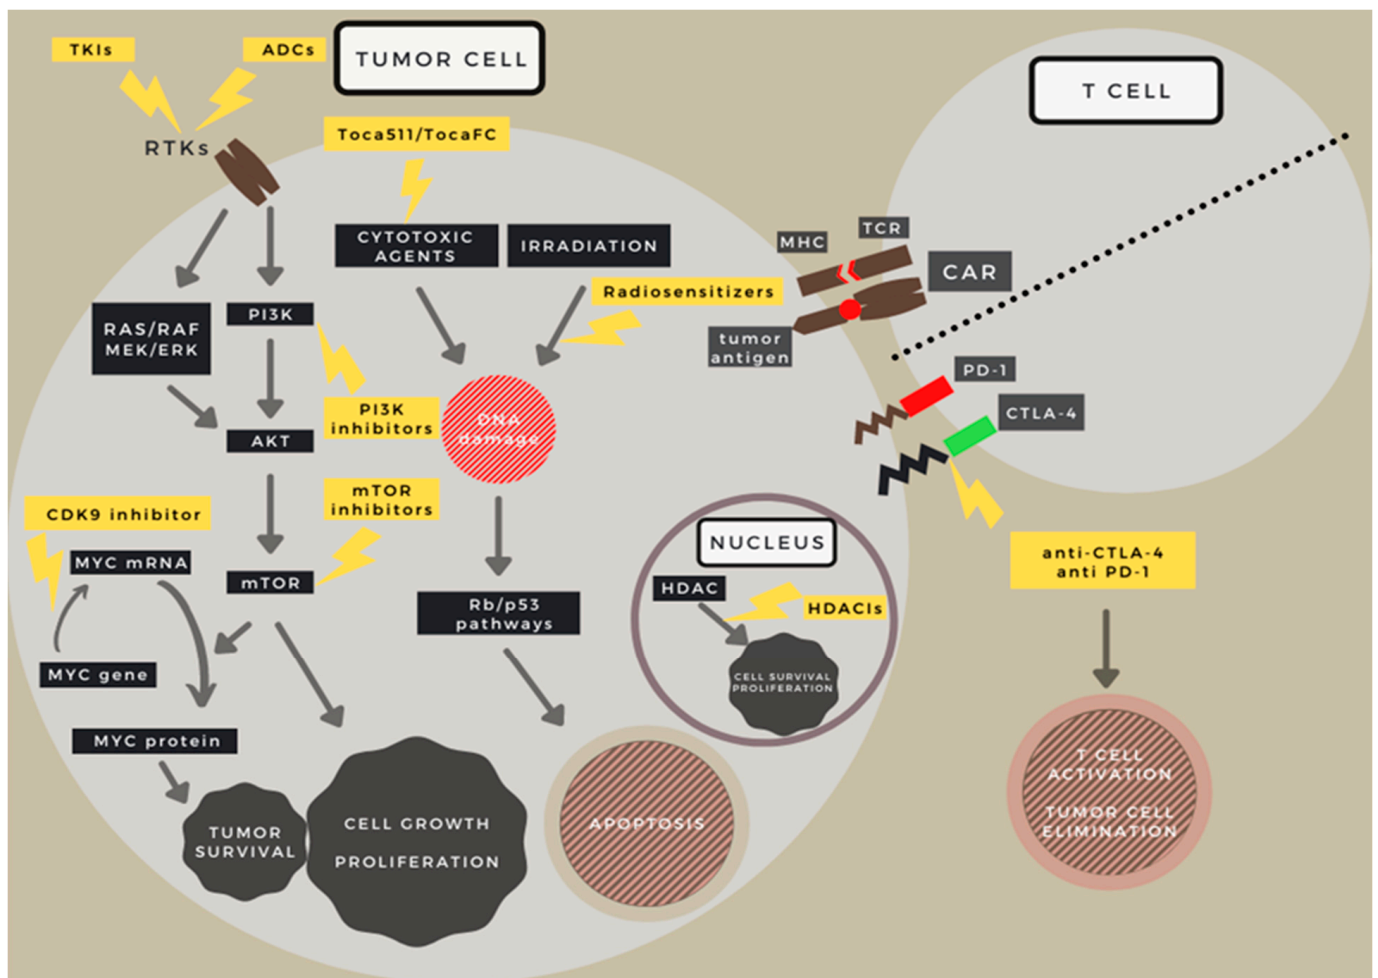 TKIs
ADCs
TUMOR CELL
T CELL
RTKs
Toca511/TocaFC
CYTOTOXIC
AGENTS
IRRADIATION
MHC
TCR
CAR
Radiosensitizers
RAS/RAF
MEK/ERK
PI3K
tumor
antigen
PD-1
PI3K
inhibitors
DNA
damage
CTLA-4
AKT
mTOR
inhibitors
CDK9 inhibitor
NUCLEUS
anti-CTLA-4
anti PD-1
MYC mRNA
mTOR
HDAC
HDACIs
Rb/p53
pathways
MYC gene
CELL SURVIVAL
PROLIFERATION
MYC protein
T CELL
ACTIVATION
TUMOR CELL
ELIMINATION
TUMOR
SURVIVAL
CELL GROWTH
PROLIFERATION
APOPTOSIS